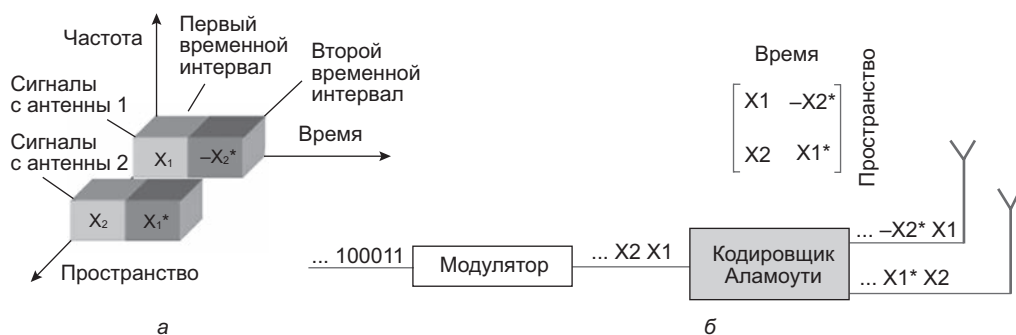 Частота
Первый
временной
интервал
Второй
временной
интервал
Сигналы
с антенны 1
Сигналы
с антенны 2
Время
X₁ –X₂*
X₂ X₁*
Пространство
а
Время
X1 –X2*
X2 X1*
Пространство
... 100011
Модулятор
... X2 X1
Кодировщик
Аламоути
... –X2* X1
... X1* X2
б